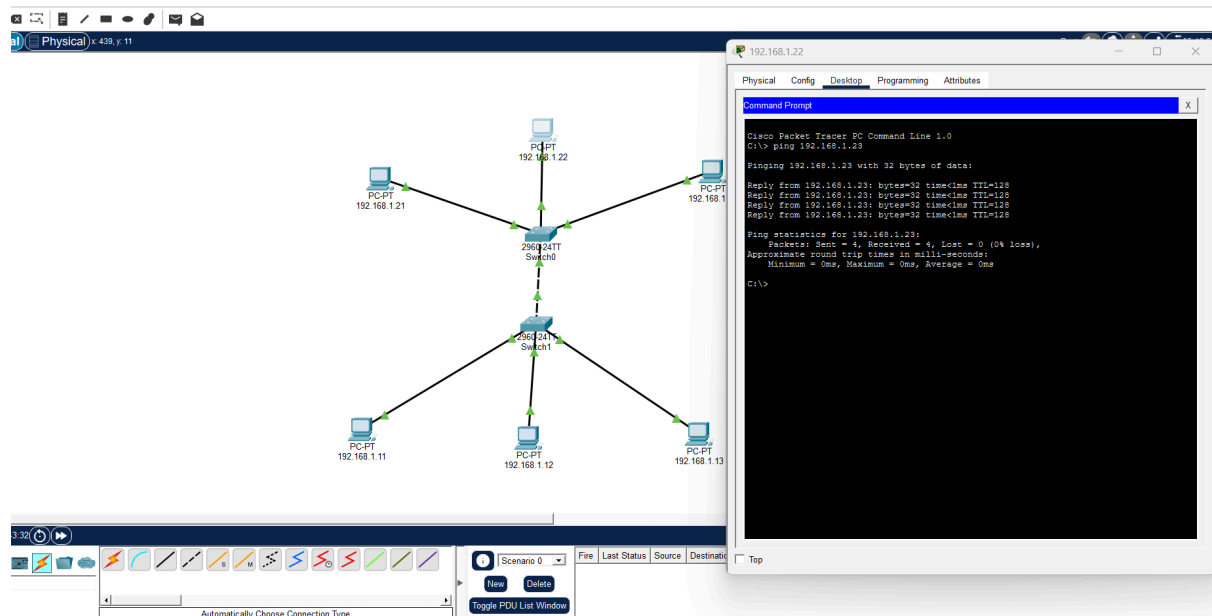 Physical x: 439, y: 11
192.168.1.22
Physical Config Desktop Programming Attributes
Command Prompt
X
Cisco Packet Tracer PC Command Line 1.0
C:\> ping 192.168.1.23
Pinging 192.168.1.23 with 32 bytes of data:
Reply from 192.168.1.23: bytes=32 time<1ms TTL=128
Reply from 192.168.1.23: bytes=32 time<1ms TTL=128
Reply from 192.168.1.23: bytes=32 time<1ms TTL=128
Reply from 192.168.1.23: bytes=32 time<1ms TTL=128
Ping statistics for 192.168.1.23:
Packets: Sent = 4, Received = 4, Lost = 0 (0% loss),
Approximate round trip times in milli-seconds:
Minimum = 0ms, Maximum = 0ms, Average = 0ms
C:\>
Top
PC-PT
192.168.1.22
PC-PT
192.168.1.21
PC-PT
192.168.1
2960-24TT
Switch0
2960-24TT
Switch1
PC-PT
192.168.1.11
PC-PT
192.168.1.12
PC-PT
192.168.1.13
3:32
S
M
Automatically Choose Connection Type
Scenario 0
New Delete
Toggle PDU List Window
Fire Last Status Source Destinatio